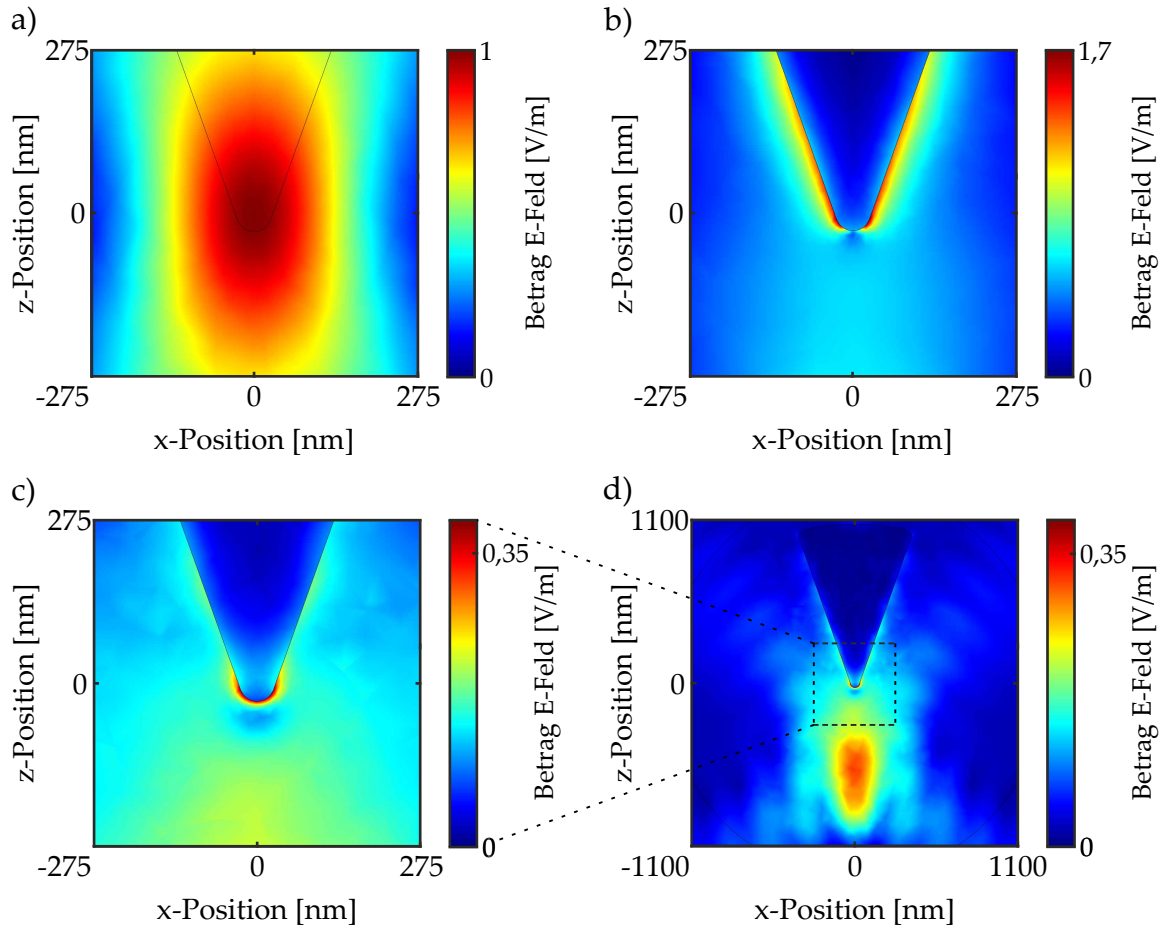 a)
275
0
-275
z-Position [nm]
0
275
x-Position [nm]
1
0
Betrag E-Feld [V/m]
b)
275
0
-275
z-Position [nm]
0
275
x-Position [nm]
1,7
0
Betrag E-Feld [V/m]
c)
275
0
-275
z-Position [nm]
0
275
x-Position [nm]
0,35
0
Betrag E-Feld [V/m]
d)
1100
0
-1100
z-Position [nm]
0
1100
x-Position [nm]
0,35
0
Betrag E-Feld [V/m]